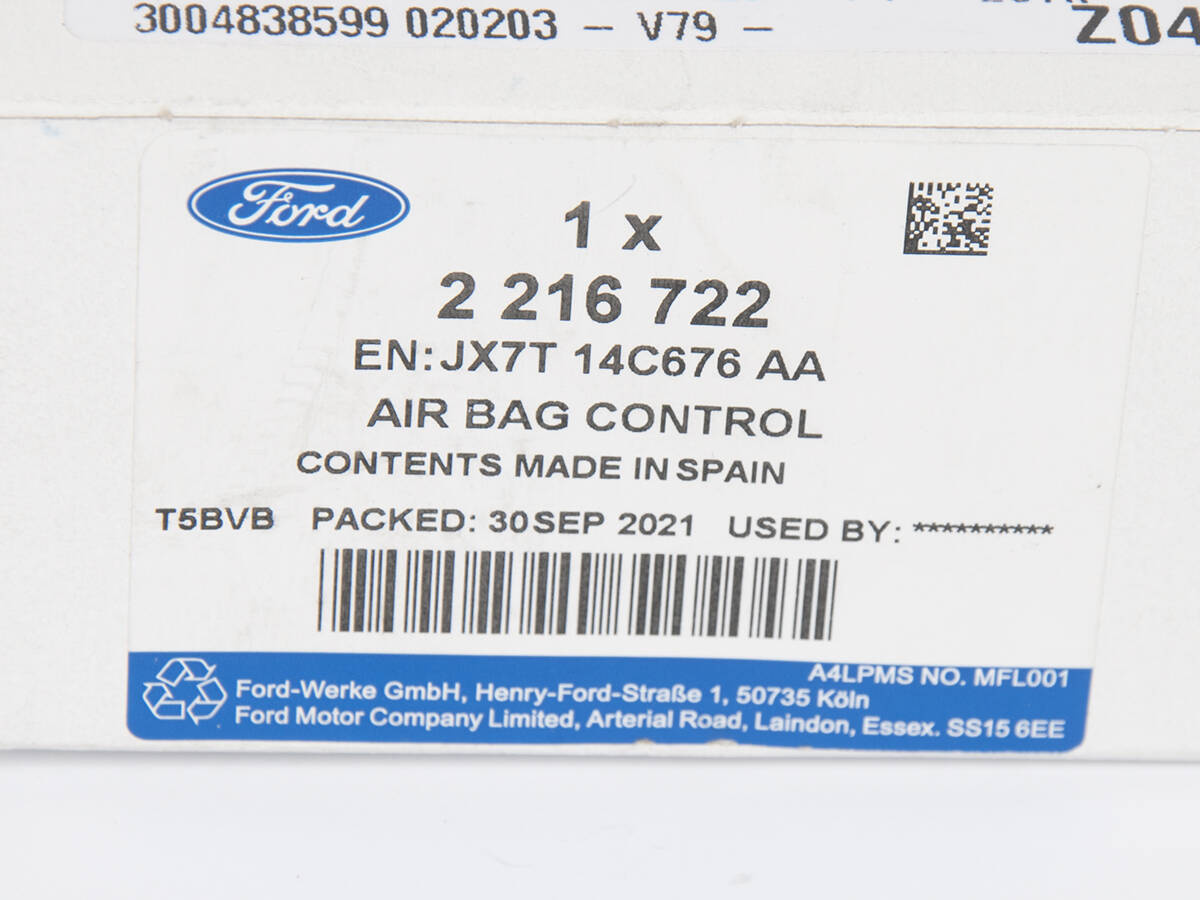 3004838599 020203 - V79 -
Z04
Ford
1 x
2 216 722
EN:JX7T 14C676 AA
AIR BAG CONTROL
CONTENTS MADE IN SPAIN
T5BVB PACKED: 30SEP 2021 USED BY: **********
A4LPMS NO. MFL001
Ford-Werke GmbH, Henry-Ford-Straße 1, 50735 Köln
Ford Motor Company Limited, Arterial Road, Laindon, Essex. SS15 6EE